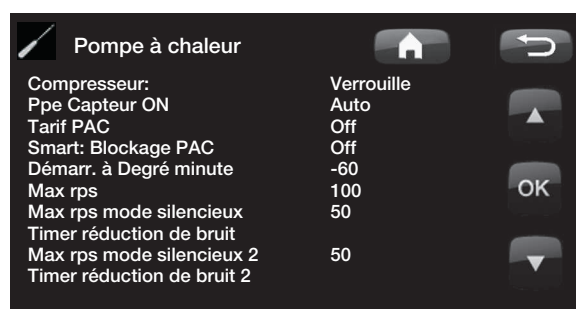 Pompe à chaleur
Compresseur: Verrouille
Ppe Capteur ON Auto
Tarif PAC Off
Smart: Blockage PAC Off
Démarr. à Degré minute -60
Max rps 100
Max rps mode silencieux 50
Timer réduction de bruit
Max rps mode silencieux 2 50
Timer réduction de bruit 2
OK